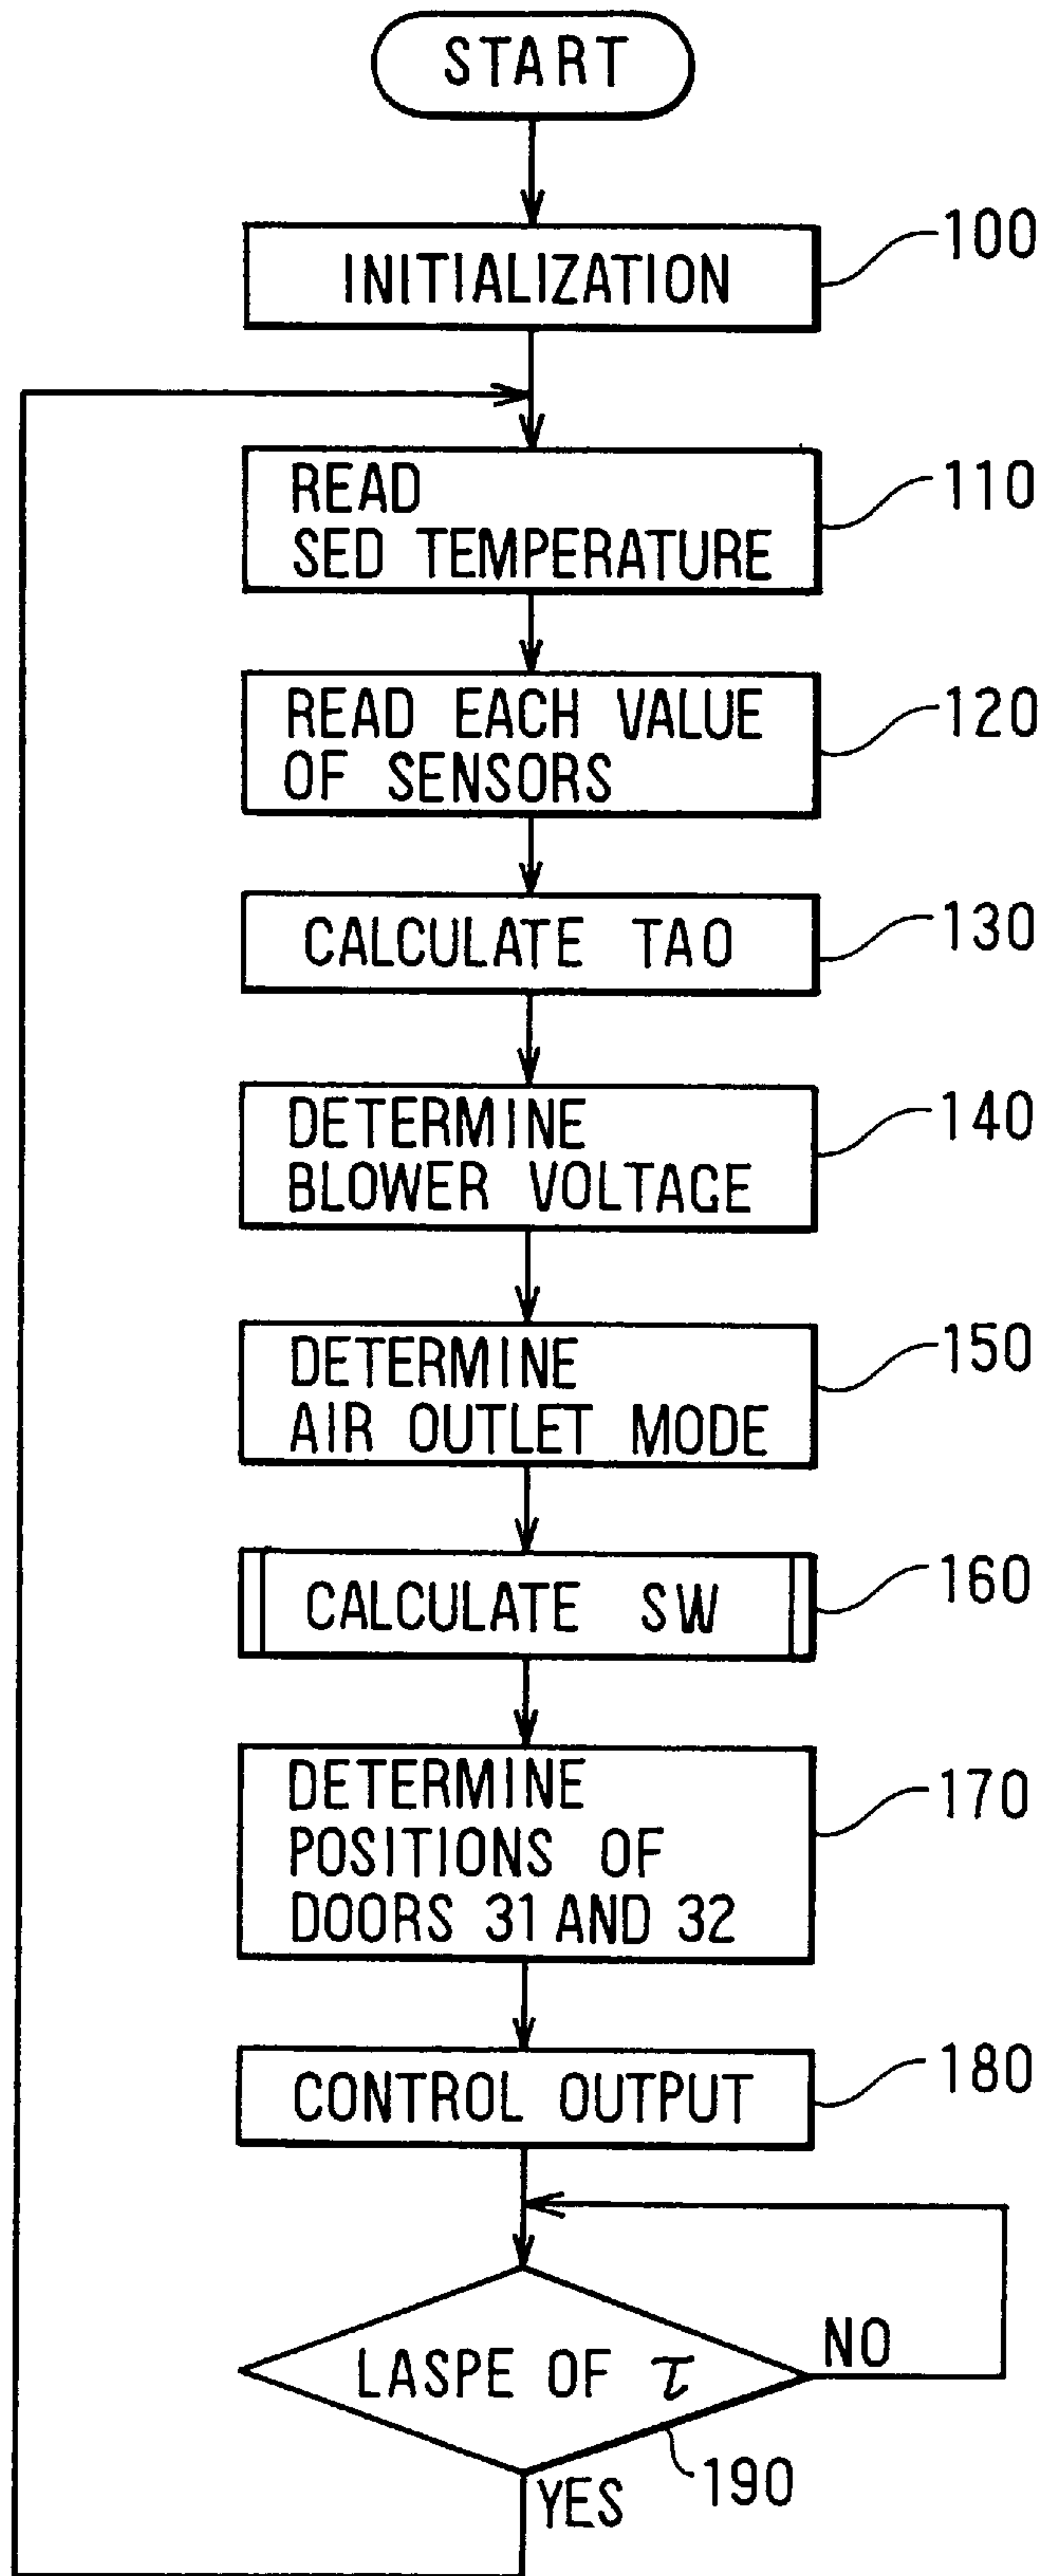 START
INITIALIZATION
100
READ
SED TEMPERATURE
110
READ EACH VALUE
OF SENSORS
120
CALCULATE TAO
130
DETERMINE
BLOWER VOLTAGE
140
DETERMINE
AIR OUTLET MODE
150
CALCULATE SW
160
DETERMINE
POSITIONS OF
DOORS 31 AND 32
170
CONTROL OUTPUT
180
LASPE OF τ
NO
190
YES